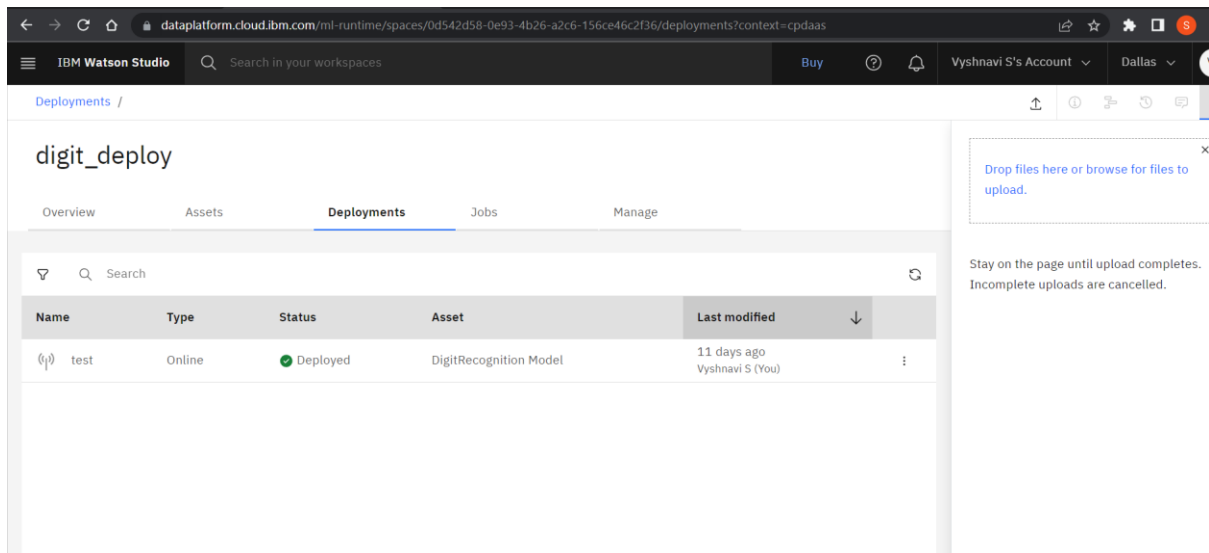 dataplatform.cloud.ibm.com/ml-runtime/spaces/0d542d58-0e93-4b26-a2c6-156ce46c2f36/deployments?context=cpdaas
S
IBM Watson Studio
Search in your workspaces
Buy
Vyshnavi S's Account
Dallas
Deployments /
digit_deploy
Overview Assets Deployments Jobs Manage
Search
Name Type Status Asset Last modified
test Online Deployed DigitRecognition Model 11 days ago
Vyshnavi S (You)
Drop files here or browse for files to
upload.
Stay on the page until upload completes.
Incomplete uploads are cancelled.